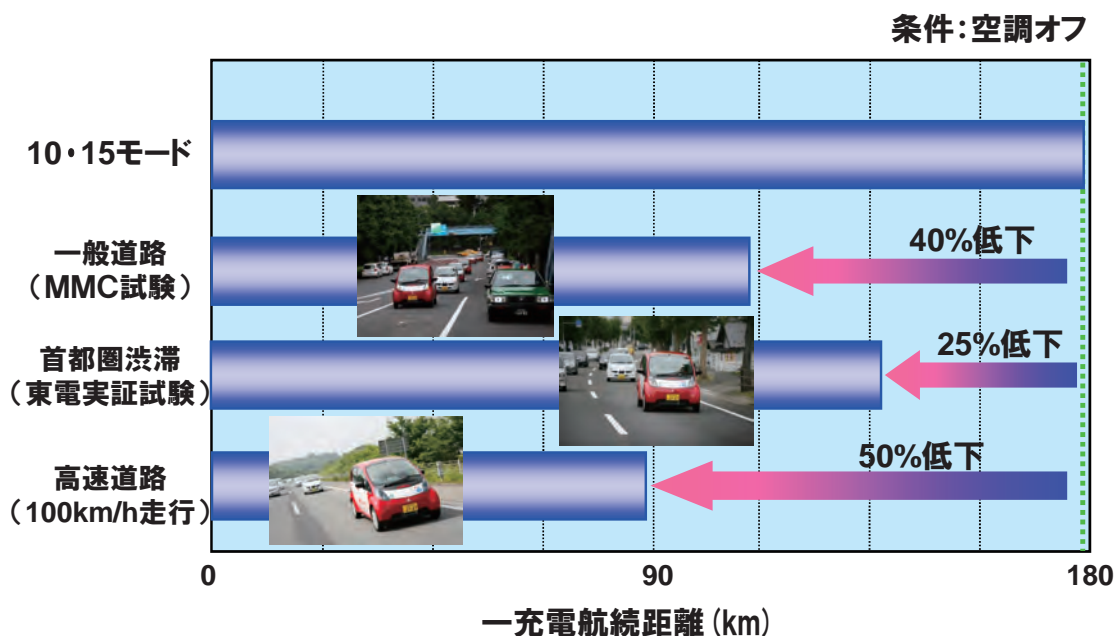 条件：空調オフ
10・15モード
一般道路
（MMC試験）
40%低下
首都圏渋滞
（東電実証試験）
25%低下
高速道路
（100km/h走行）
50%低下
0
90
180
一充電航続距離(km)